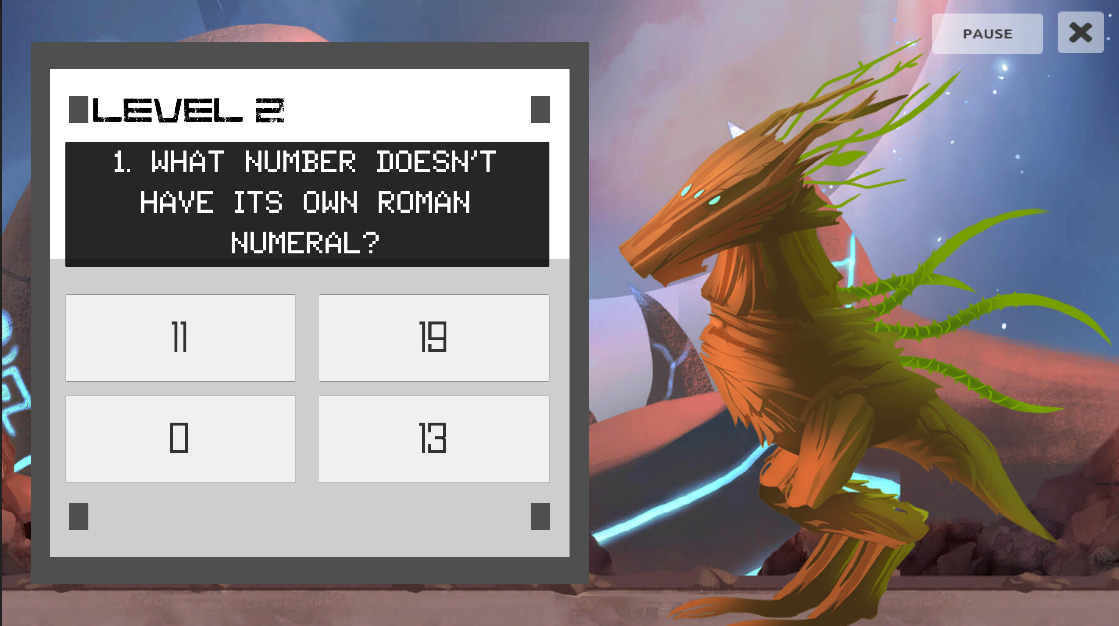 PAUSE
LEVEL 2
1. WHAT NUMBER DOESN'T
HAVE ITS OWN ROMAN
NUMERAL?
11
19
0
13